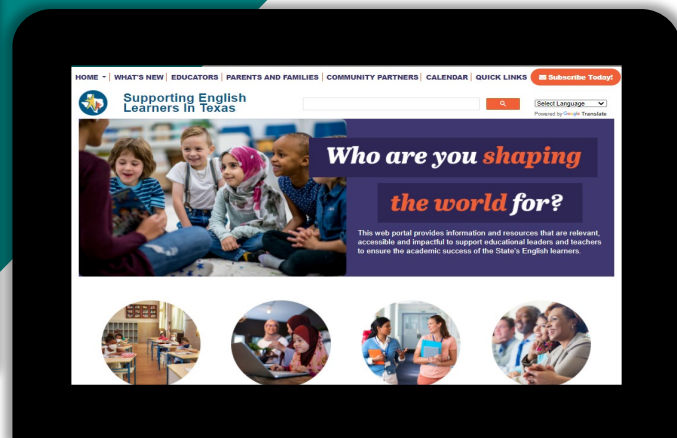 HOME | WHAT'S NEW | EDUCATORS | PARENTS AND FAMILIES | COMMUNITY PARTNERS | CALENDAR | QUICK LINKS Subscribe Today!
Supporting English
Learners in Texas
Select Language
Powered by Google Translate
Who are you shaping
the world for?
This web portal provides information and resources that are relevant,
accessible and impactful to support educational leaders and teachers
to ensure the academic success of the State's English learners.